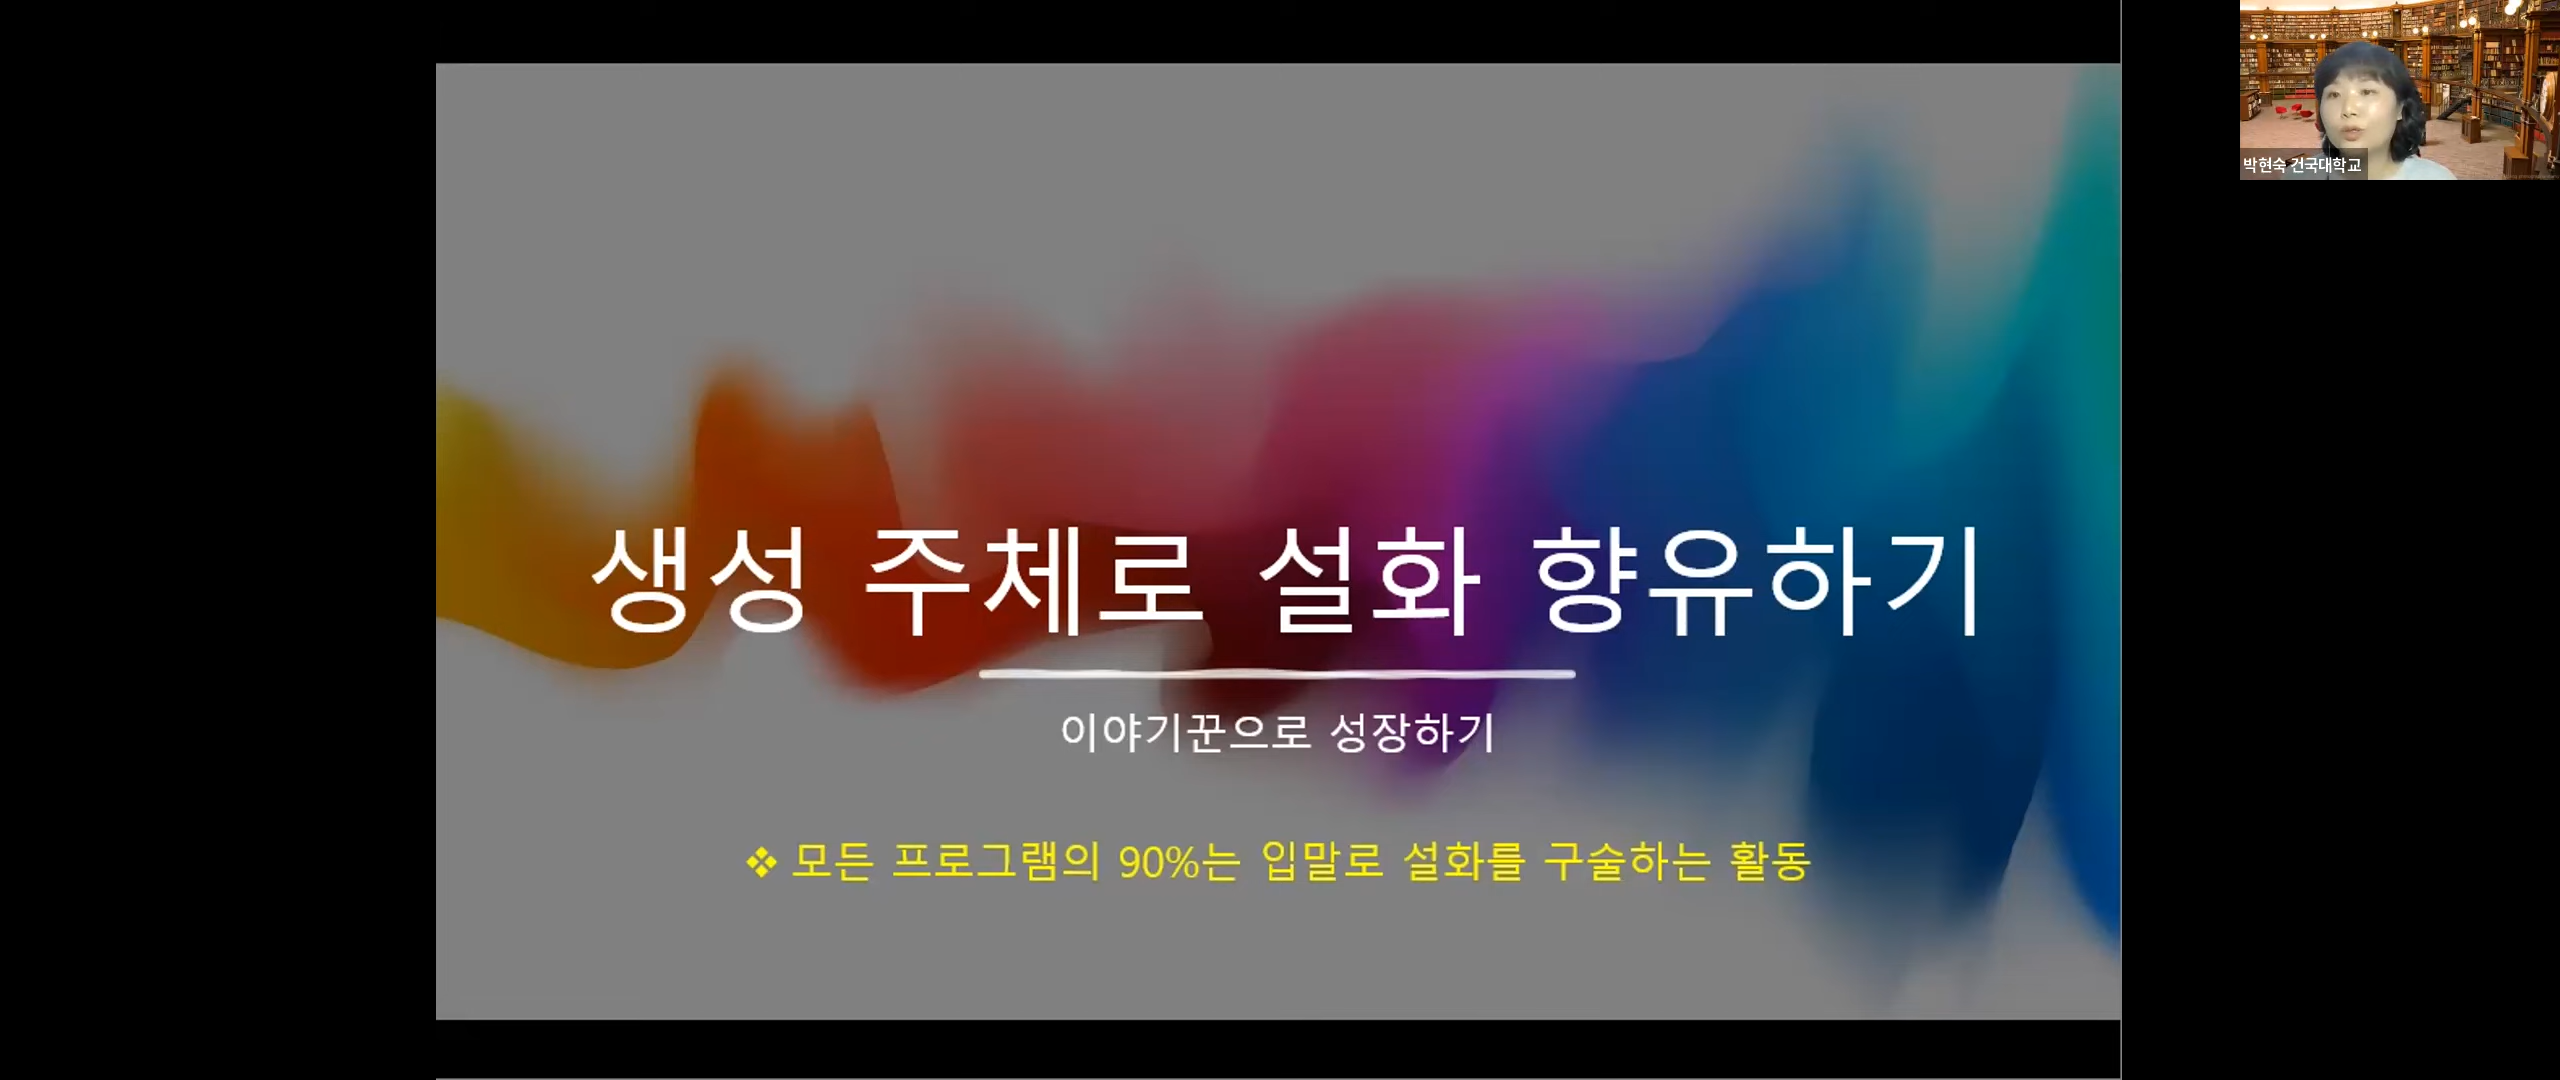 생성 주체로 설화 향유하기
이야기꾼으로 성장하기
❖ 모든 프로그램의 90%는 입말로 설화를 구술하는 활동
박현숙 건국대학교